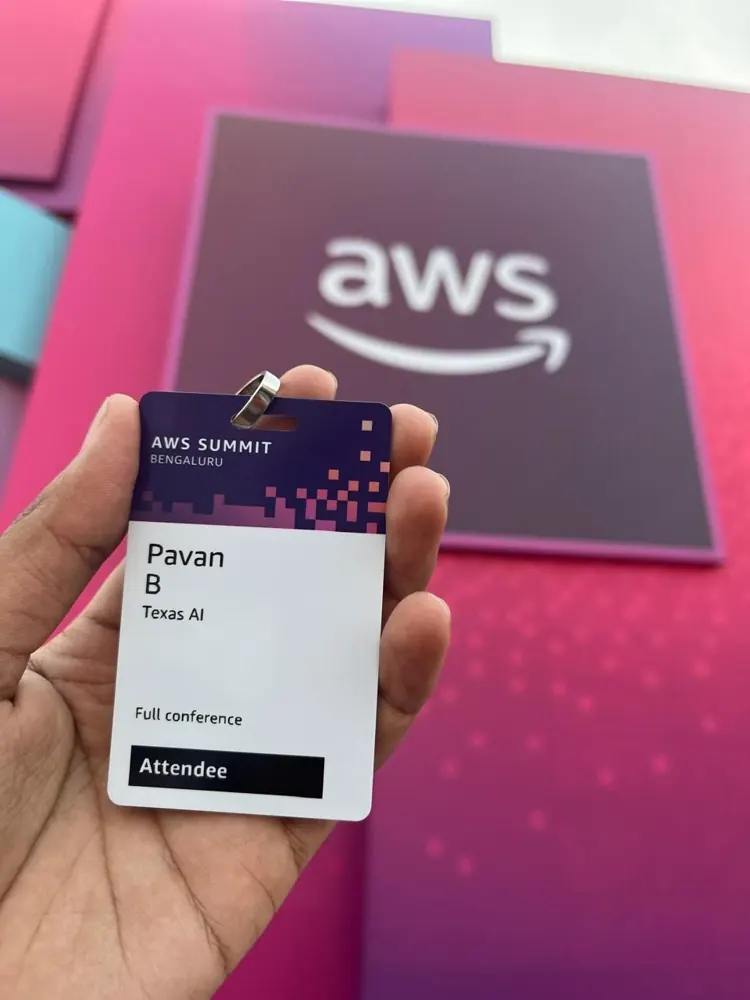 aws
AWS SUMMIT
BENGALURU
Pavan
B
Texas AI
Full conference
Attendee